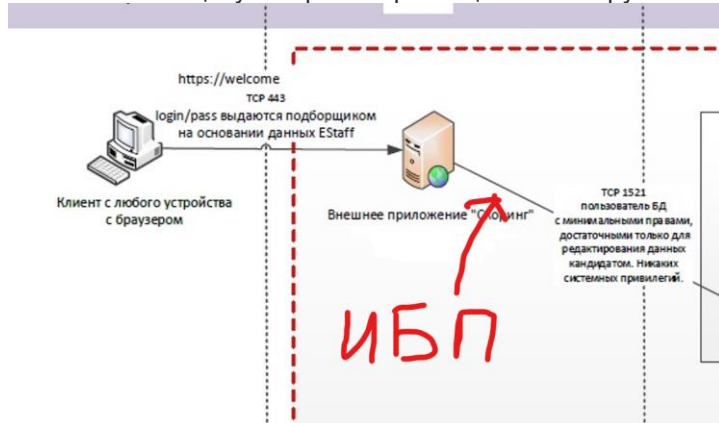 https://welcome
TCP 443
login/pass выдаются подборщиком
на основании данных EStaff
Клиент с любого устройства
с браузером
Внешнее приложение "Скоринг"
TCP 1521
пользователь БД
с минимальными правами,
достаточными только для
редактирования данных
кандидатом. Никаких
системных привилегий.
ИБП